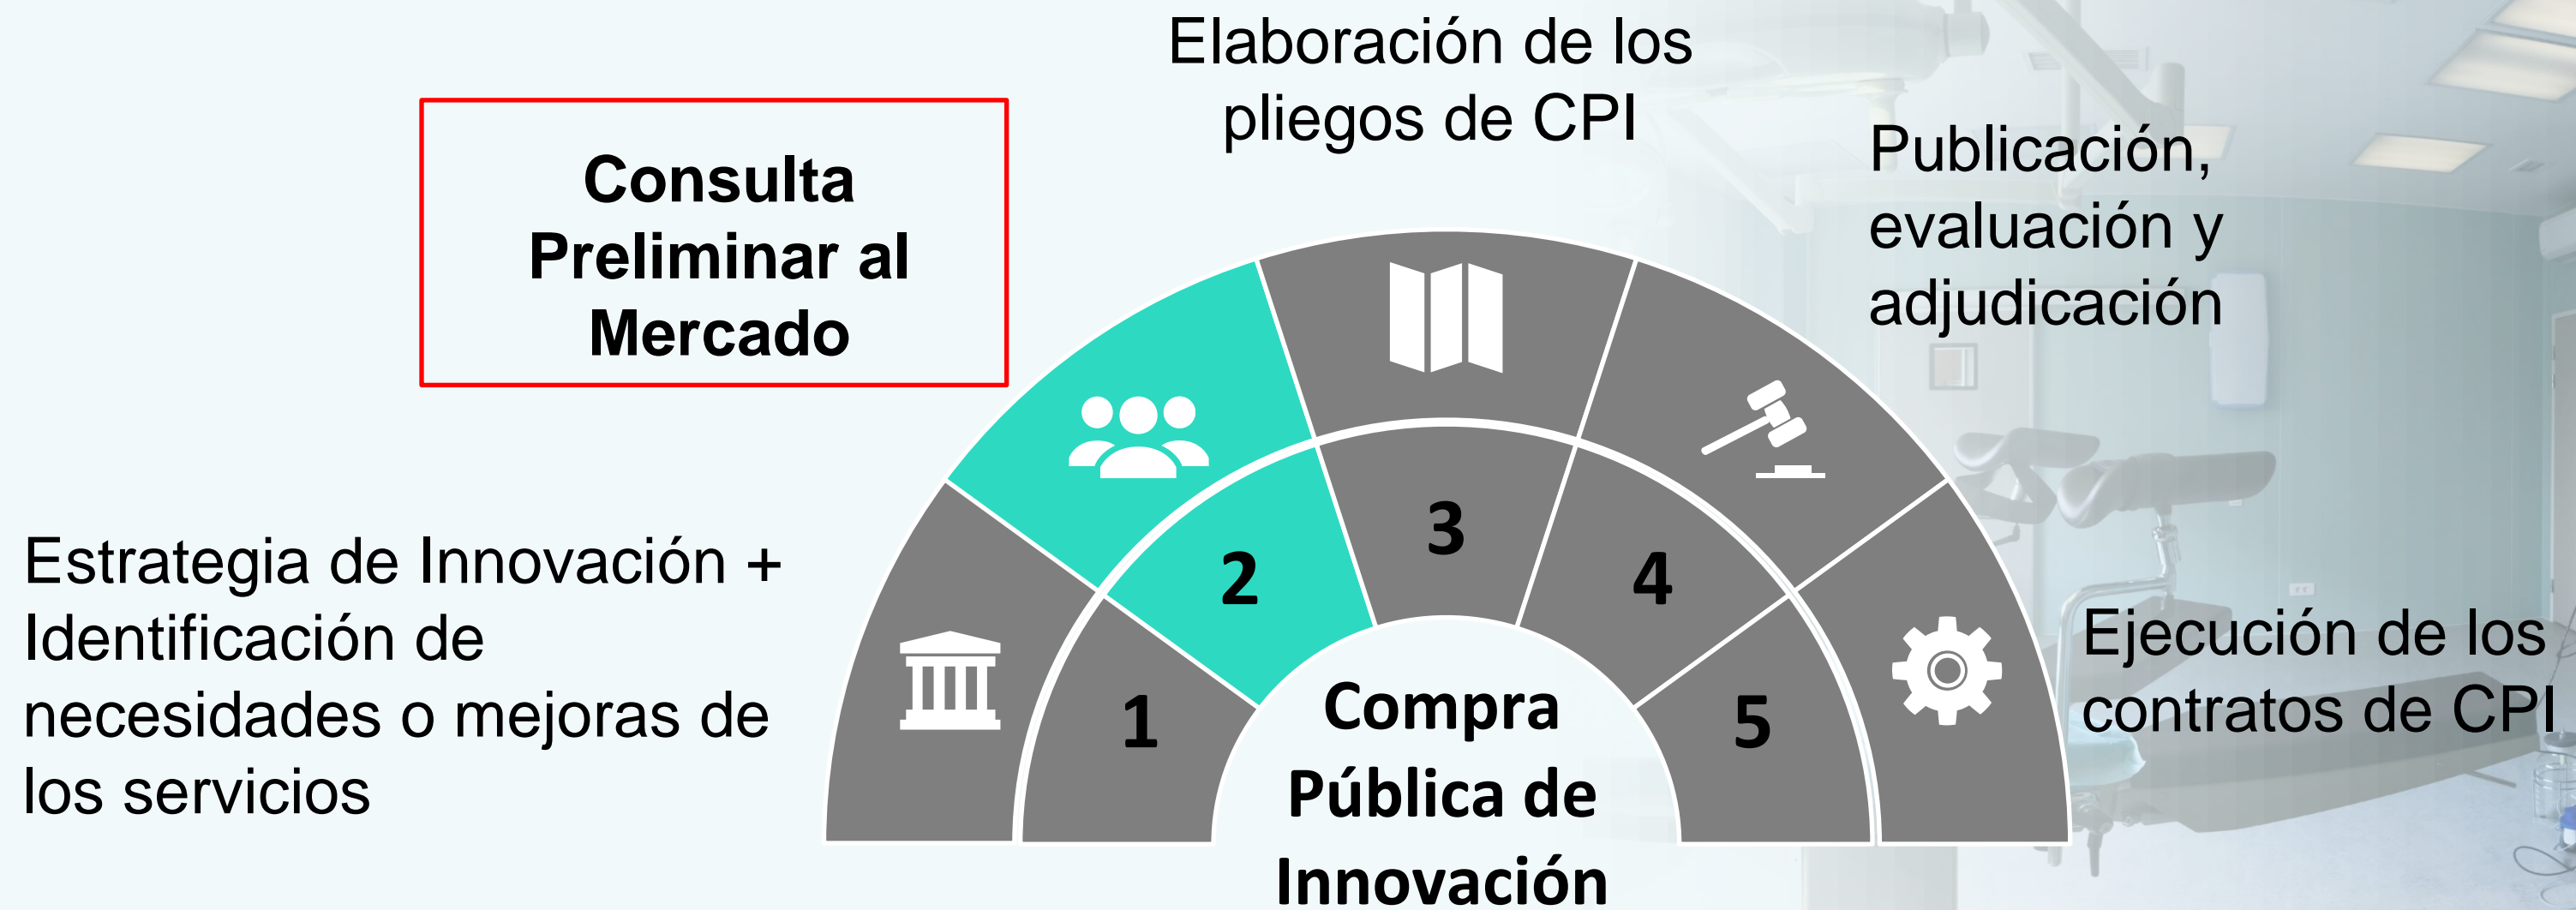 Elaboración de los
pliegos de CPI
Consulta
Preliminar al
Mercado
Publicación,
evaluación y
adjudicación
Estrategia de Innovación +
Identificación de
necesidades o mejoras de
los servicios
Ejecución de los
contratos de CPI
1
2
3
4
5
Compra
Pública de
Innovación